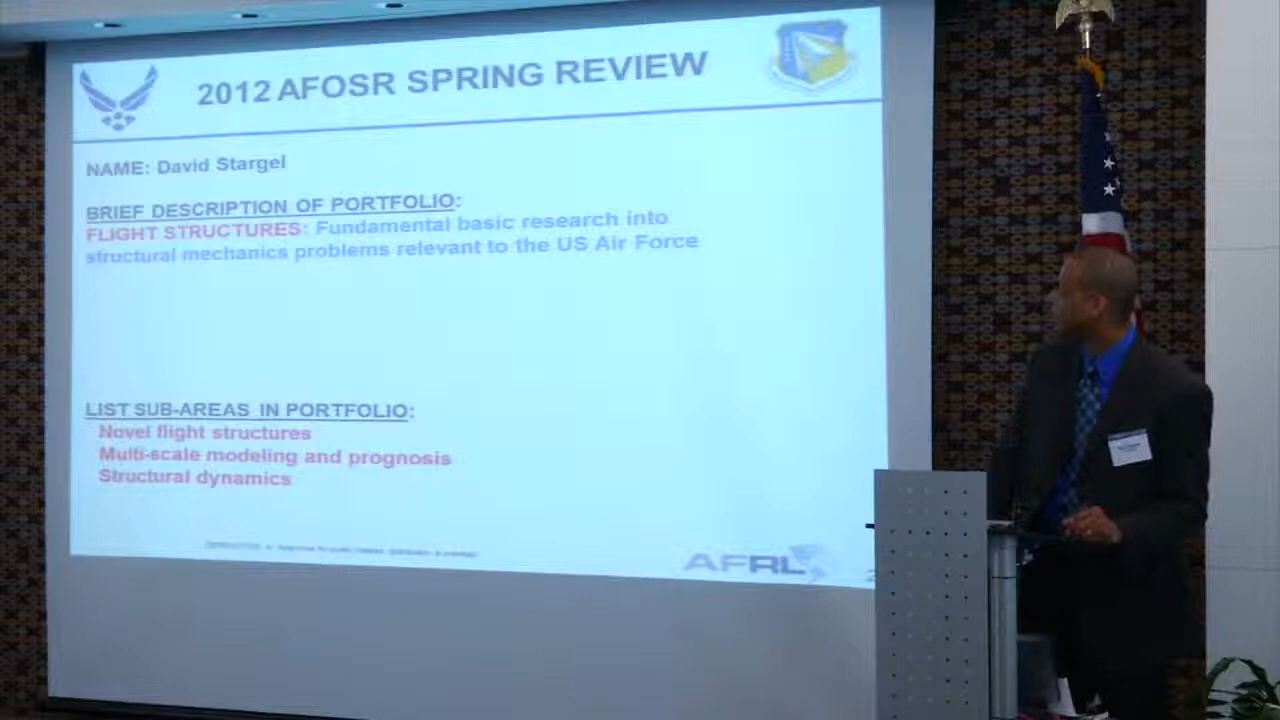 2012 AFOSR SPRING REVIEW
NAME: David Stargel
BRIEF DESCRIPTION OF PORTFOLIO:
FLIGHT STRUCTURES: Fundamental basic research into
structural mechanics problems relevant to the US Air Force
LIST SUB-AREAS IN PORTFOLIO:
Novel flight structures
Multi-scale modeling and prognosis
Structural dynamics
AFRL